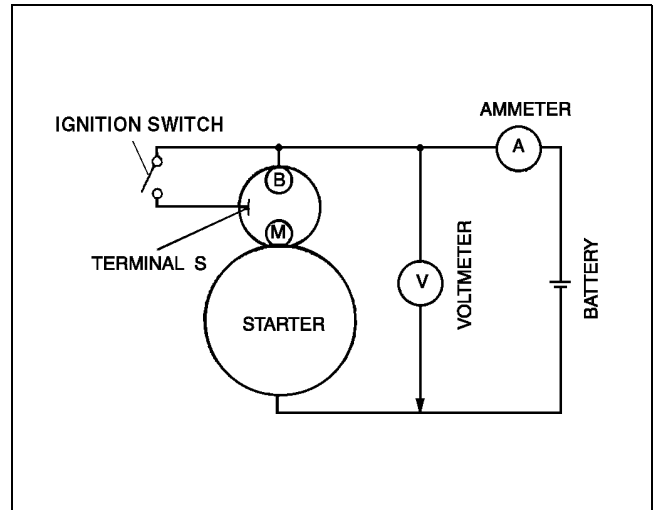 AMMETER
IGNITION SWITCH
A
B
M
TERMINAL S
V
VOLTMETER
BATTERY
STARTER